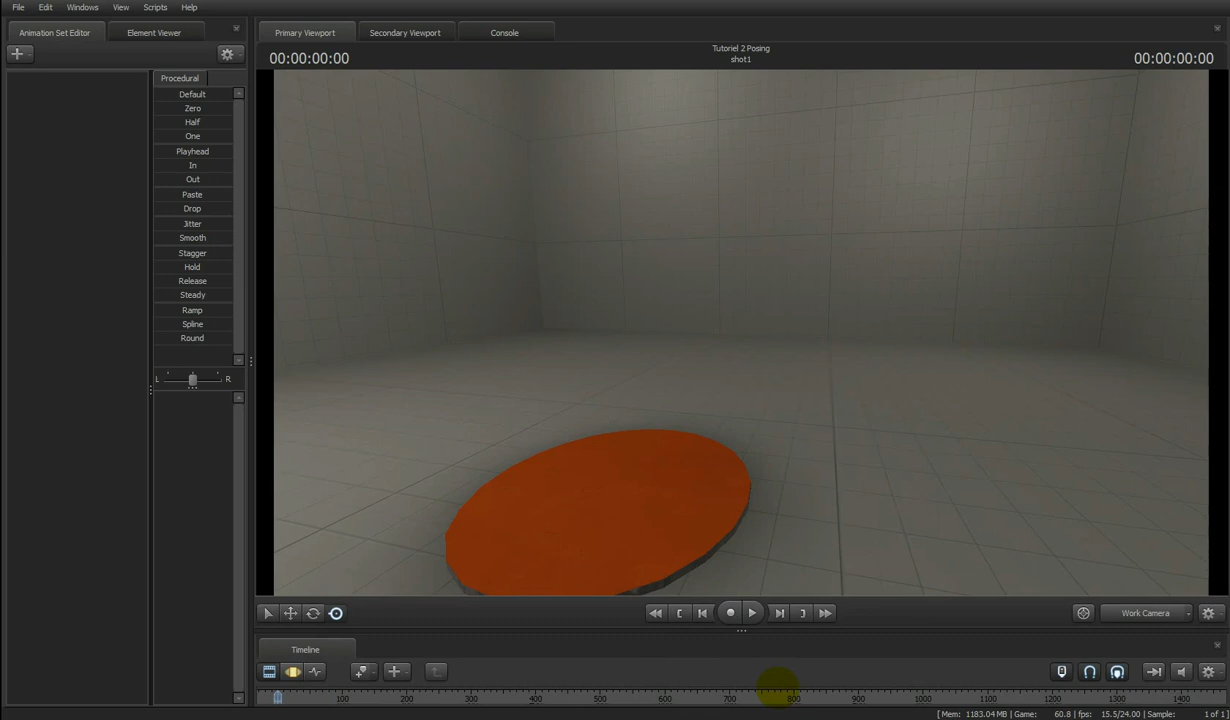 File Edit Windows View Scripts Help
Animation Set Editor Element Viewer
Primary Viewport Secondary Viewport Console
00:00:00:00
Tutoriel 2 Posing
shot1
00:00:00:00
Procedural
Default
Zero
Half
One
Playhead
In
Out
Paste
Drop
Jitter
Smooth
Stagger
Hold
Release
Steady
Ramp
Spline
Round
L R
Work Camera
Timeline
100 200 300 400 500 600 700 800 900 1000 1100 1200 1300 1400
[ Mem: 1183.04 MB | Game: 60.8 | fps: 15.5/24.00 | Sample: 1 of 1 ]